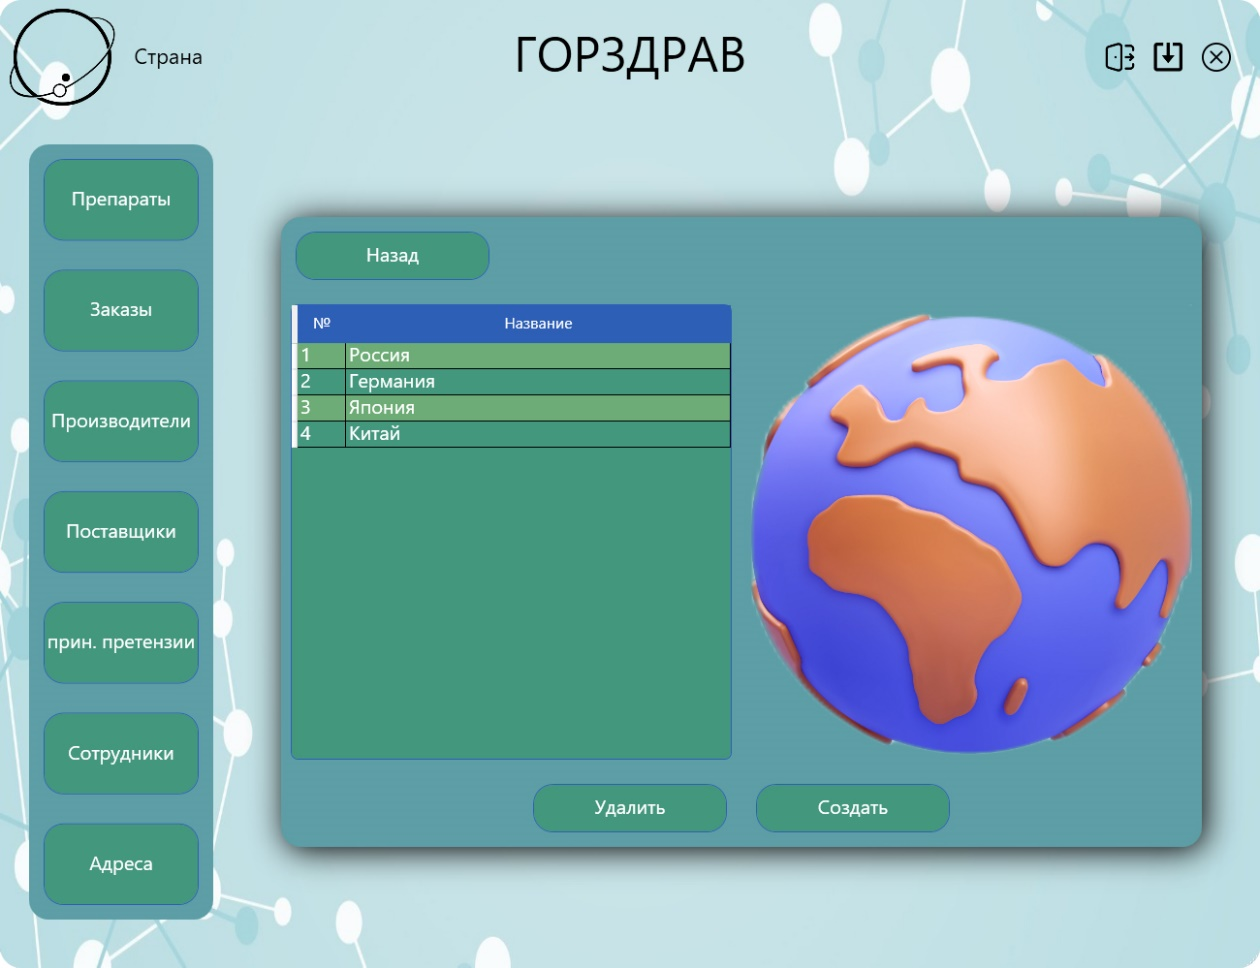 Страна
ГОРЗДРАВ
Препараты
Заказы
Производители
Поставщики
прин. претензии
Сотрудники
Адреса
Назад
№ Название
1 Россия
2 Германия
3 Япония
4 Китай
Удалить
Создать